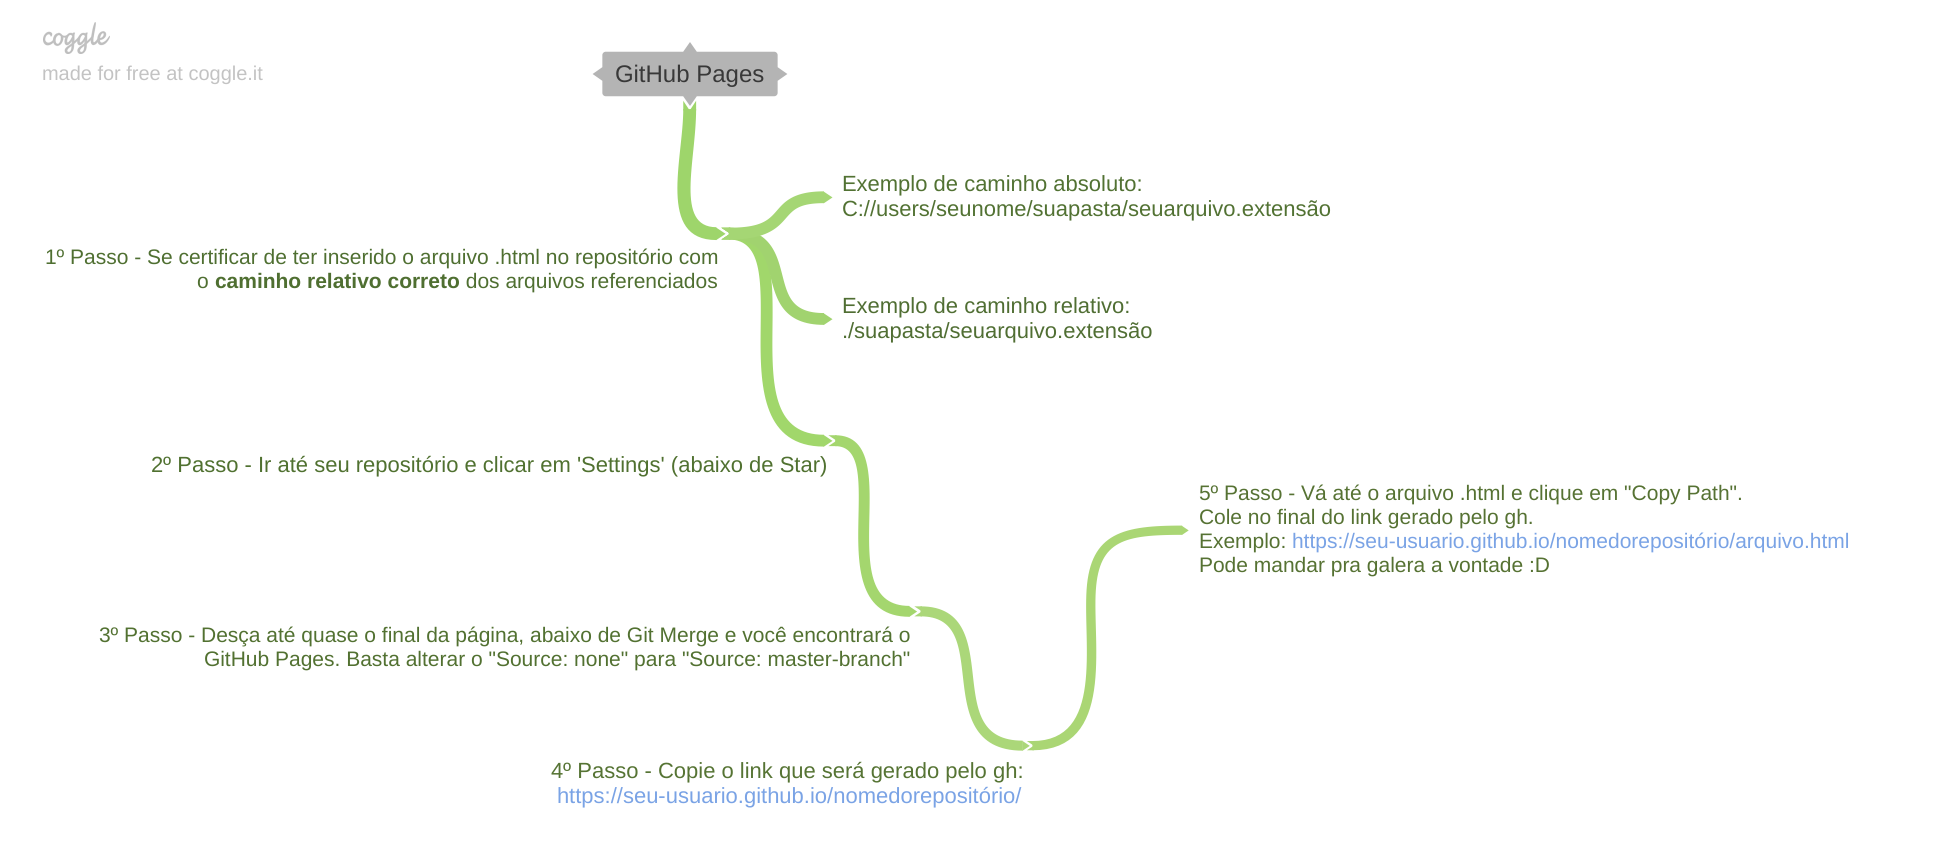 coggle
made for free at coggle.it
GitHub Pages
Exemplo de caminho absoluto:
C://users/seunome/suapasta/seuarquivo.extensão
1º Passo - Se certificar de ter inserido o arquivo .html no repositório com
o caminho relativo correto dos arquivos referenciados
Exemplo de caminho relativo:
./suapasta/seuarquivo.extensão
2º Passo - Ir até seu repositório e clicar em 'Settings' (abaixo de Star)
3º Passo - Desça até quase o final da página, abaixo de Git Merge e você encontrará o
GitHub Pages. Basta alterar o "Source: none" para "Source: master-branch"
4º Passo - Copie o link que será gerado pelo gh:
https://seu-usuario.github.io/nomedorepositório/
5º Passo - Vá até o arquivo .html e clique em "Copy Path".
Cole no final do link gerado pelo gh.
Exemplo: https://seu-usuario.github.io/nomedorepositório/arquivo.html
Pode mandar pra galera a vontade :D